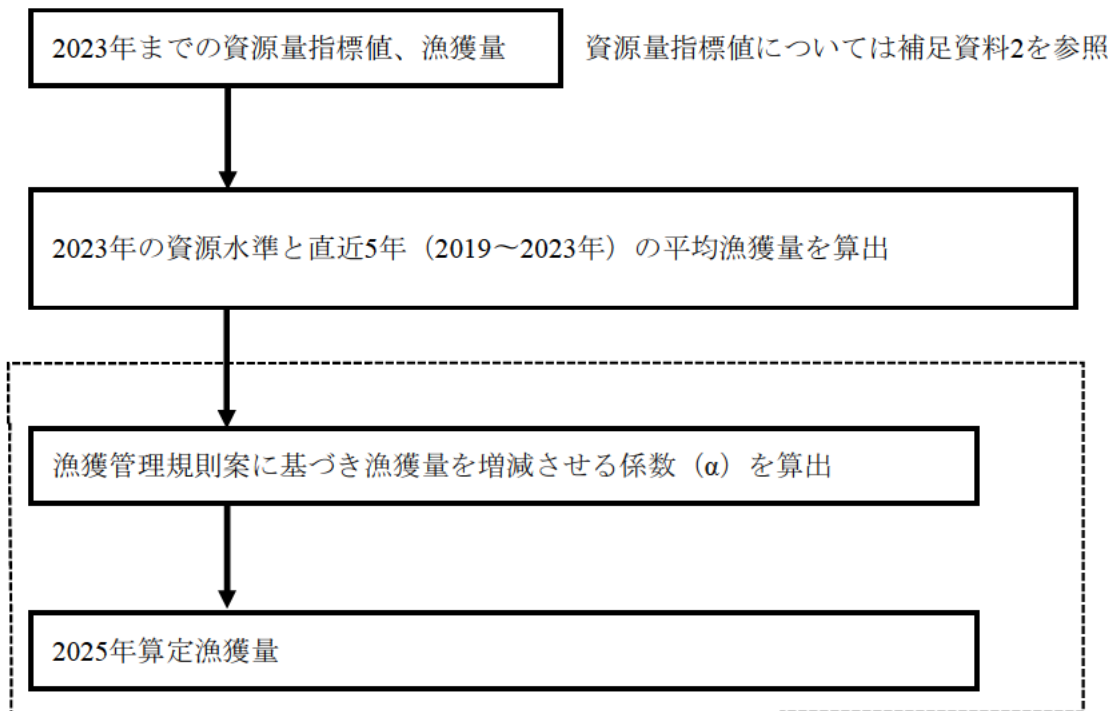 2023年までの資源量指標値、漁獲量
資源量指標値については補足資料2を参照
2023年の資源水準と直近5年（2019～2023年）の平均漁獲量を算出
漁獲管理規則案に基づき漁獲量を増減させる係数（α）を算出
2025年算定漁獲量